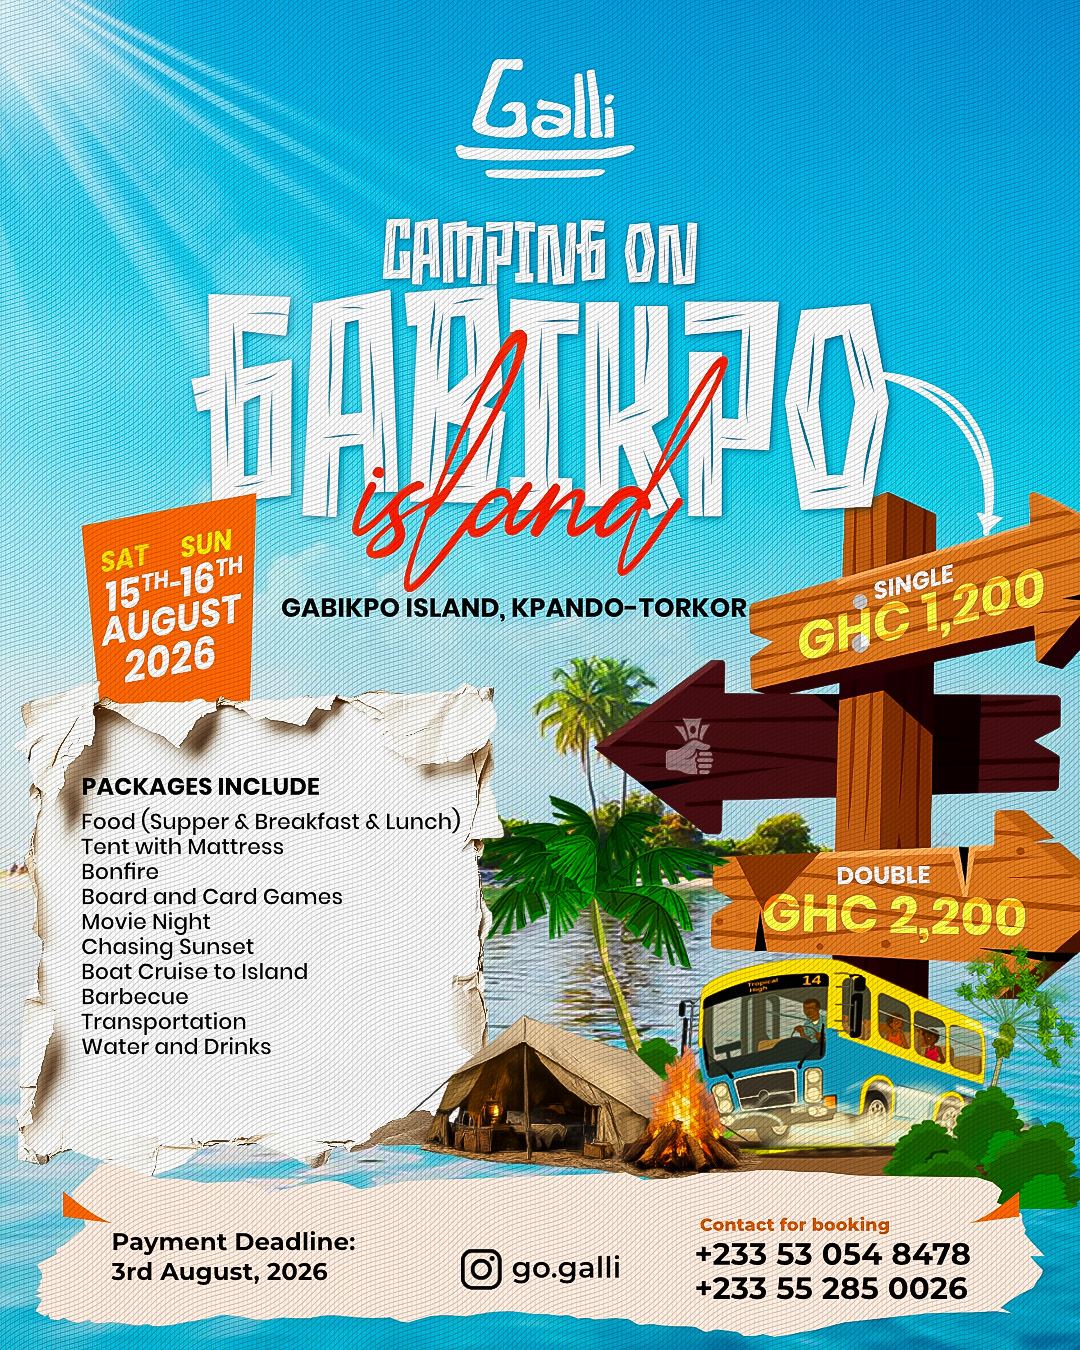 Galli
CAMPING ON
GABIKPO
island
GABIKPO ISLAND, KPANDO-TORKOR
SAT SUN
15TH-16TH
AUGUST
2026
SINGLE
GHC 1,200
DOUBLE
GHC 2,200
PACKAGES INCLUDE
Food (Supper & Breakfast & Lunch)
Tent with Mattress
Bonfire
Board and Card Games
Movie Night
Chasing Sunset
Boat Cruise to Island
Barbecue
Transportation
Water and Drinks
Tropical
High
14
Payment Deadline:
3rd August, 2026
go.galli
Contact for booking
+233 53 054 8478
+233 55 285 0026